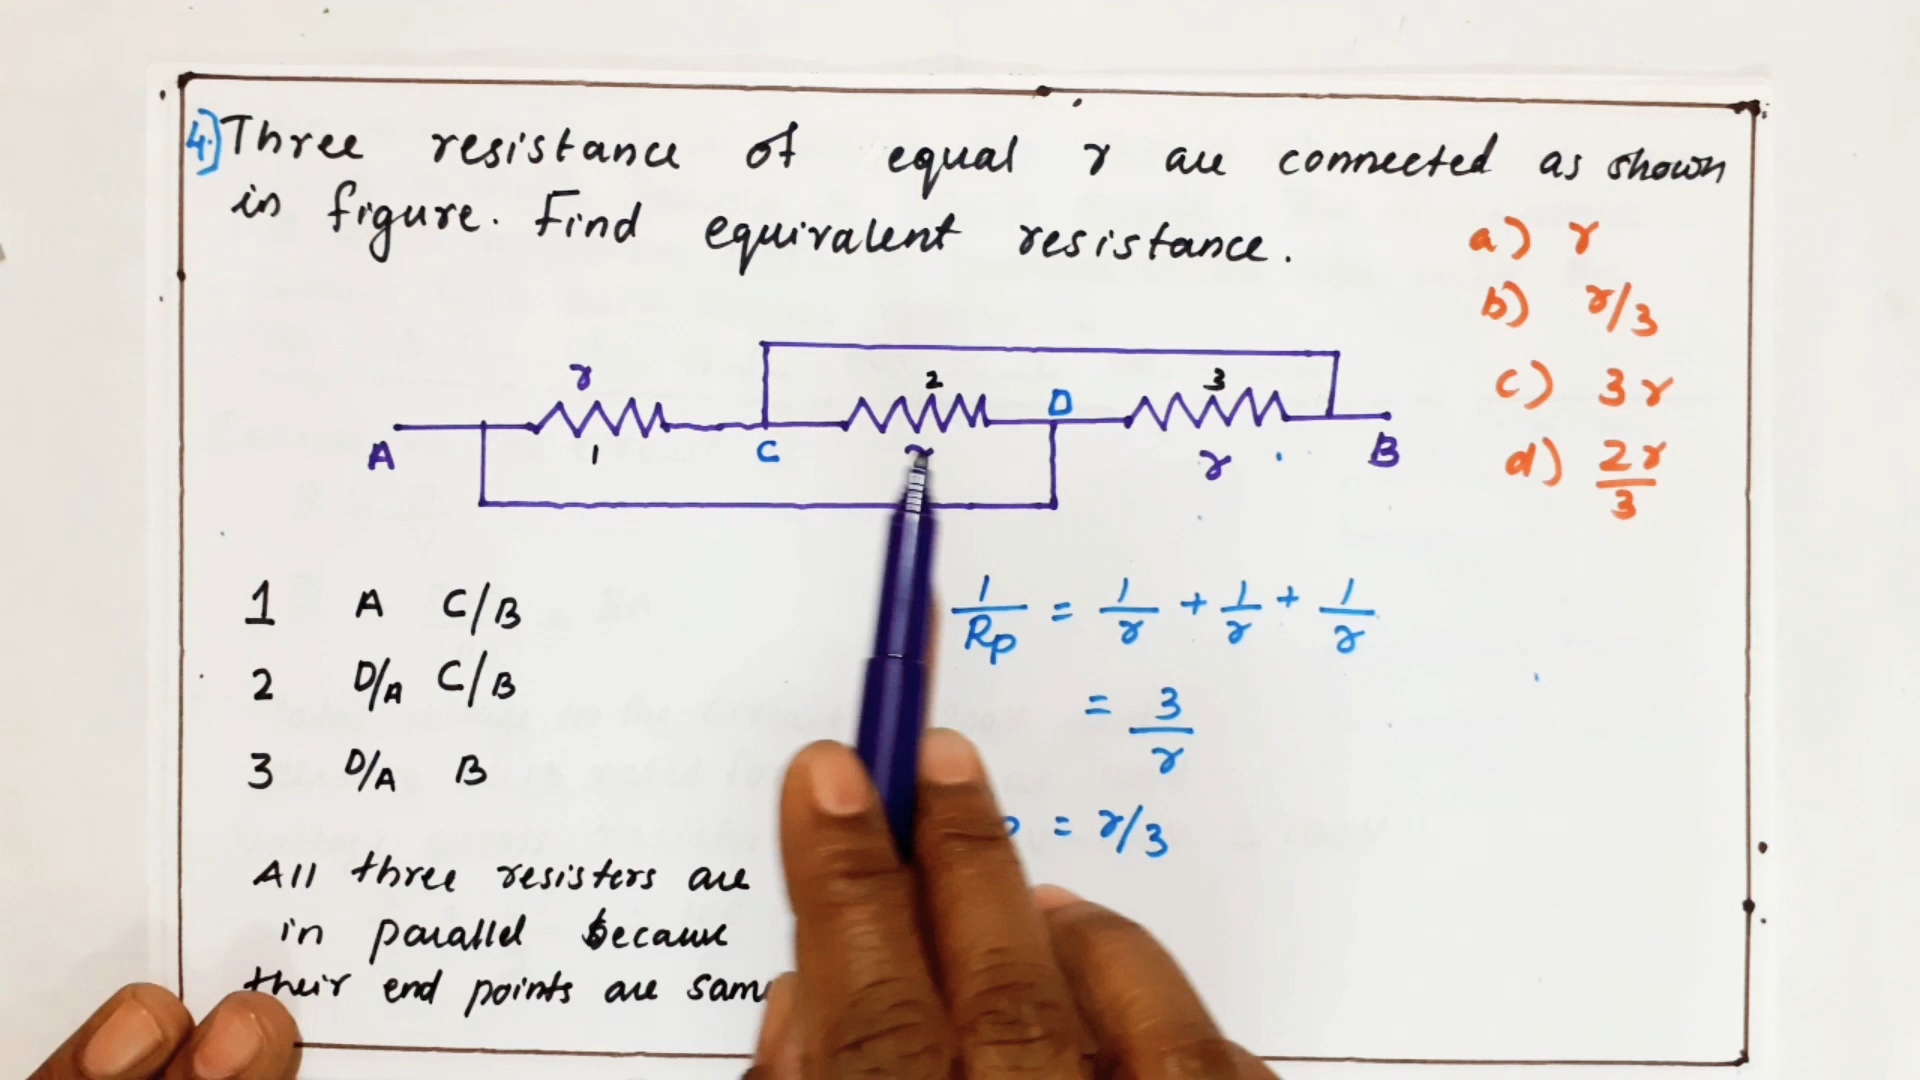 4.) Three resistance of equal r are connected as shown
in figure. Find equivalent resistance.
a) r
b) r/3
c) 3r
d) 2r/3
r 2 D 3
A 1 C r r B
1 A C/B
2 D/A C/B
3 D/A B
All three resisters are
in parallel because
their end points are same
1/Rp = 1/r + 1/r + 1/r
= 3/r
= r/3